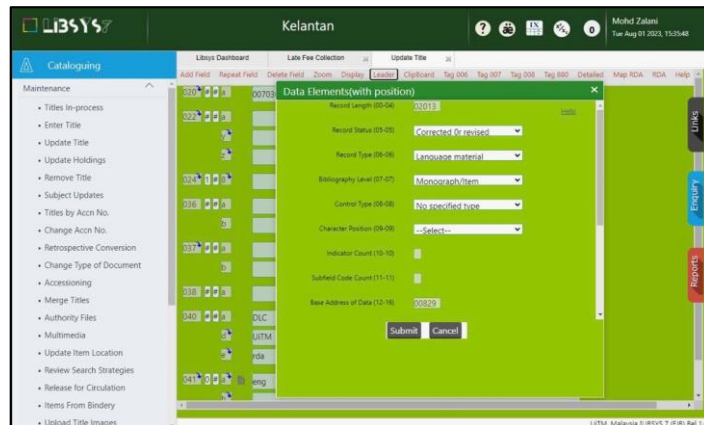 LIBSYS7
Kelantan
Mohd Zalani
Tue Aug 01 2023, 15:35:48
Cataloguing
Libsys Dashboard
Late Fee Collection
Update Title
Add Field Repeat Field Delete Field Zoom Display Leader ClipBoard Tag 006 Tag 007 Tag 008 Tag 880 Detailed Map RDA RDA Help
Maintenance
• Titles In-process
• Enter Title
• Update Title
• Update Holdings
• Remove Title
• Subject Updates
• Titles by Accn No.
• Change Accn No.
• Retrospective Conversion
• Change Type of Document
• Accessioning
• Merge Titles
• Authority Files
• Multimedia
• Update Item Location
• Review Search Strategies
• Release for Circulation
• Items From Bindery
• Upload Title Images
020 # # a 00703
022 # # a
y
z
024 1 # a
036 # # a
b
037 # # a
b
038 # # a
040 # # a DLC
d UiTM
e rda
041 0 # a eng
Data Elements(with position)
Help
Record Length (00-04) 02013
Record Status (05-05) Corrected Or revised
Record Type (06-06) Language material
Bibliography Level (07-07) Monograph/Item
Control Type (08-08) No specified type
Character Position (09-09) --Select--
Indicator Count (10-10)
Subfield Code Count (11-11)
Base Address of Data (12-16) 00829
Submit Cancel
Links
Enquiry
Reports